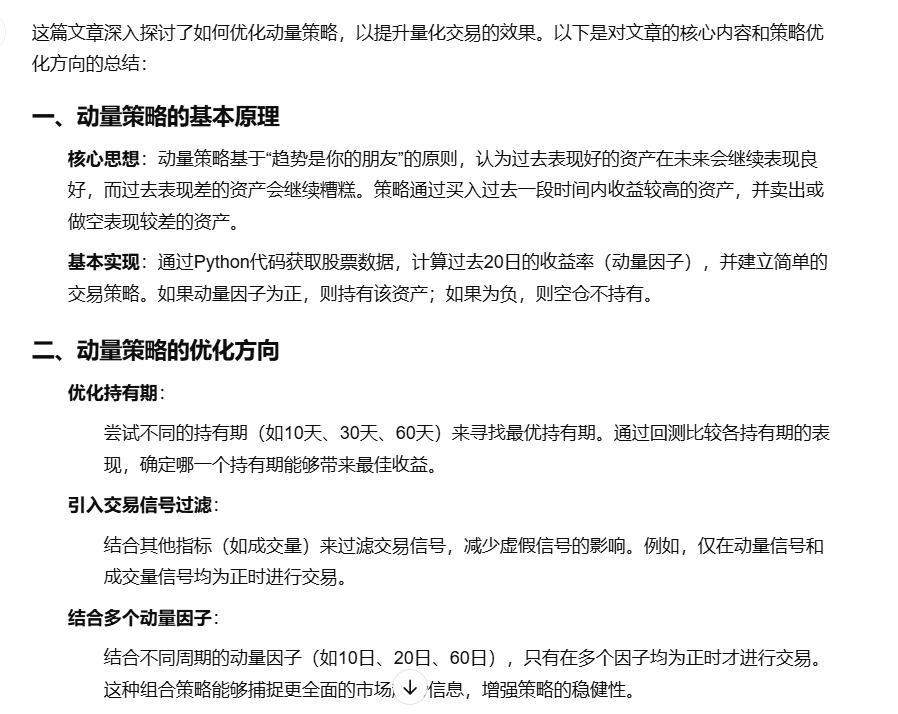 这篇文章深入探讨了如何优化动量策略，以提升量化交易的效果。以下是对文章的核心内容和策略优
化方向的总结：
一、动量策略的基本原理
核心思想：动量策略基于“趋势是你的朋友”的原则，认为过去表现好的资产在未来会继续表现良
好，而过去表现差的资产会继续糟糕。策略通过买入过去一段时间内收益较高的资产，并卖出或
做空表现较差的资产。
基本实现：通过Python代码获取股票数据，计算过去20日的收益率（动量因子），并建立简单的
交易策略。如果动量因子为正，则持有该资产；如果为负，则空仓不持有。
二、动量策略的优化方向
优化持有期：
尝试不同的持有期（如10天、30天、60天）来寻找最优持有期。通过回测比较各持有期的表
现，确定哪一个持有期能够带来最佳收益。
引入交易信号过滤：
结合其他指标（如成交量）来过滤交易信号，减少虚假信号的影响。例如，仅在动量信号和
成交量信号均为正时进行交易。
结合多个动量因子：
结合不同周期的动量因子（如10日、20日、60日），只有在多个因子均为正时才进行交易。
这种组合策略能够捕捉更全面的市场信息，增强策略的稳健性。